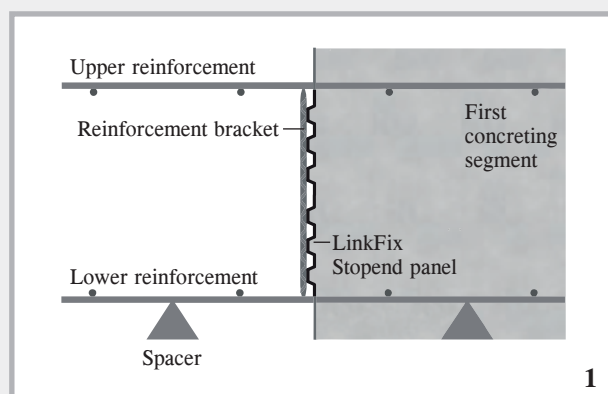 Upper reinforcement
Reinforcement bracket
First
concreting
segment
LinkFix
Stopend panel
Lower reinforcement
Spacer
1